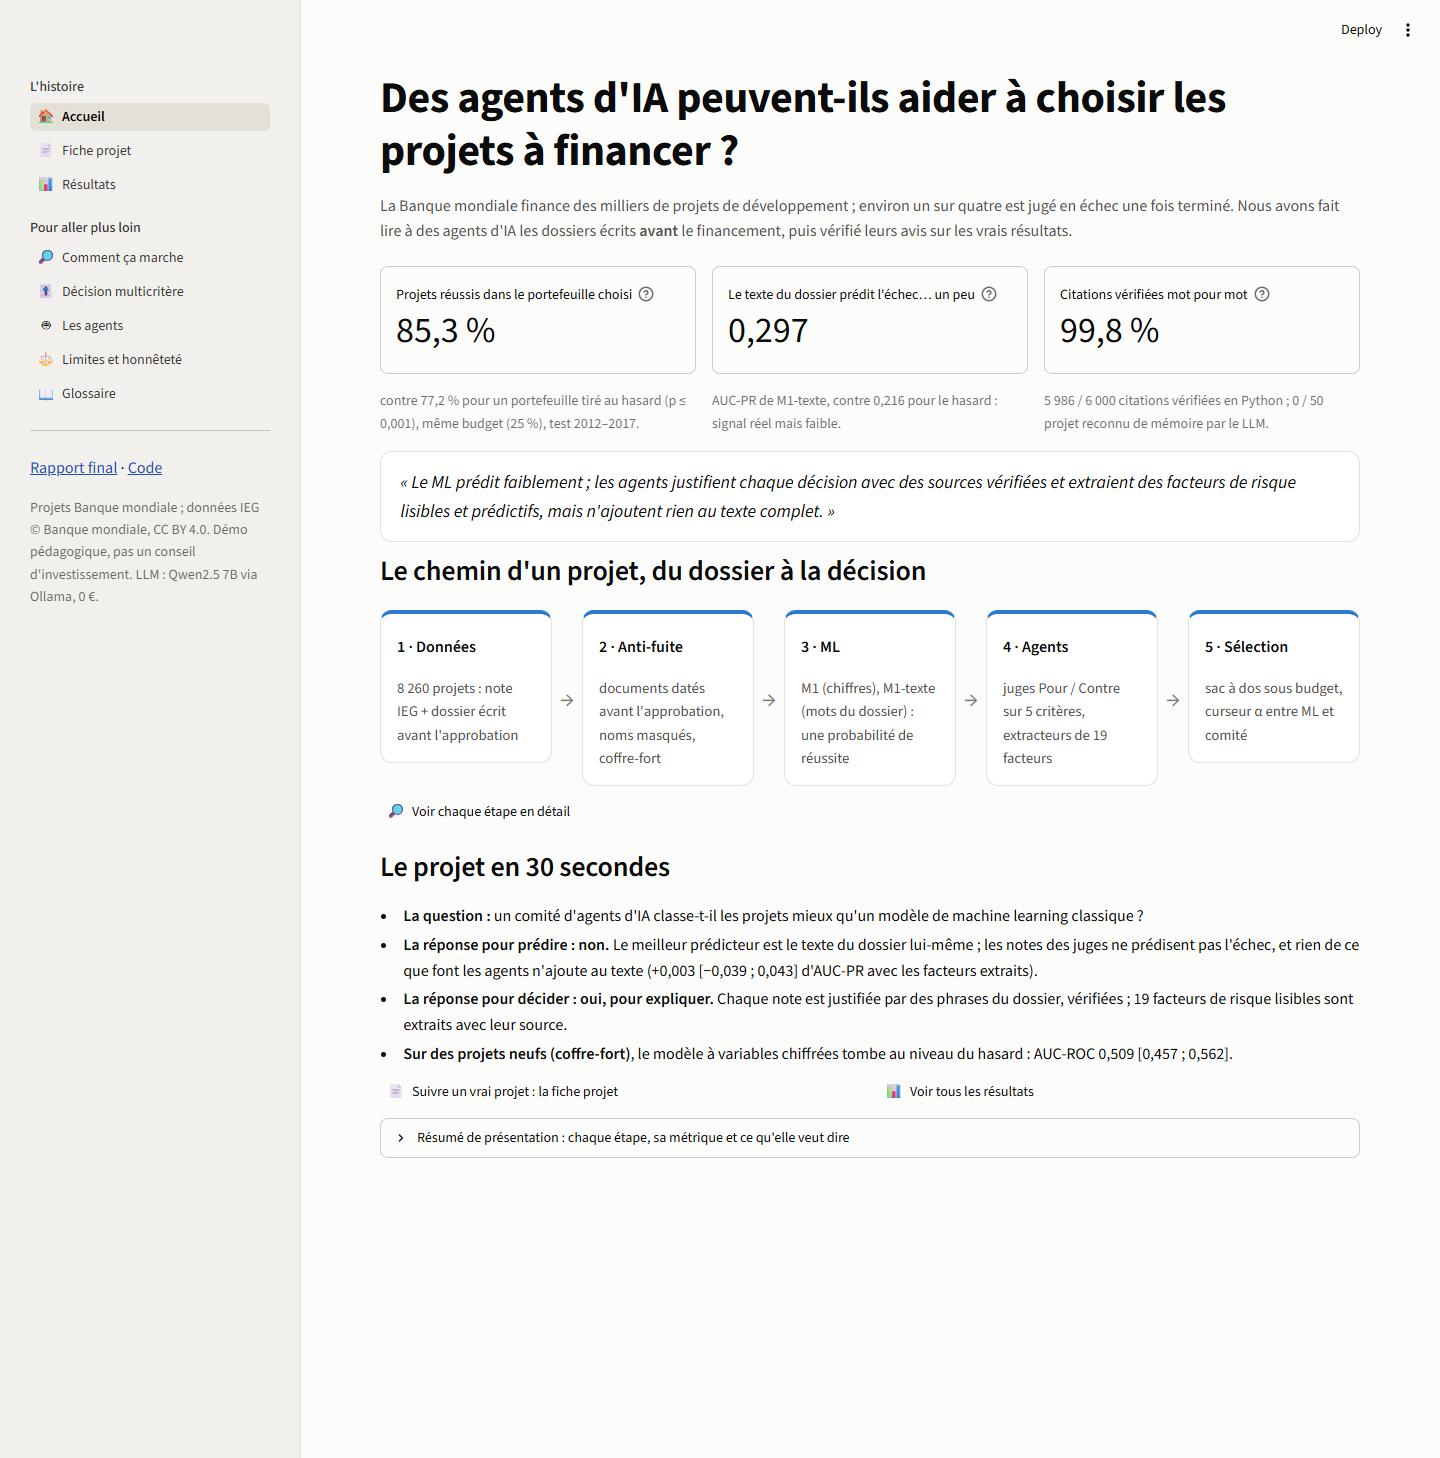 Deploy
L'histoire
Accueil
Fiche projet
Résultats
Pour aller plus loin
Comment ça marche
Décision multicritère
Les agents
Limites et honnêteté
Glossaire
Rapport final · Code
Projets Banque mondiale ; données IEG
© Banque mondiale, CC BY 4.0. Démo
pédagogique, pas un conseil
d'investissement. LLM : Qwen2.5 7B via
Ollama, 0 €.
Des agents d'IA peuvent-ils aider à choisir les
projets à financer ?
La Banque mondiale finance des milliers de projets de développement ; environ un sur quatre est jugé en échec une fois terminé. Nous avons fait
lire à des agents d'IA les dossiers écrits avant le financement, puis vérifié leurs avis sur les vrais résultats.
Projets réussis dans le portefeuille choisi
85,3 %
contre 77,2 % pour un portefeuille tiré au hasard (p ≤
0,001), même budget (25 %), test 2012–2017.
Le texte du dossier prédit l'échec… un peu
0,297
AUC-PR de M1-texte, contre 0,216 pour le hasard :
signal réel mais faible.
Citations vérifiées mot pour mot
99,8 %
5 986 / 6 000 citations vérifiées en Python ; 0 / 50
projet reconnu de mémoire par le LLM.
« Le ML prédit faiblement ; les agents justifient chaque décision avec des sources vérifiées et extraient des facteurs de risque
lisibles et prédictifs, mais n'ajoutent rien au texte complet. »
Le chemin d'un projet, du dossier à la décision
1 · Données
8 260 projets : note
IEG + dossier écrit
avant l'approbation
→
2 · Anti-fuite
documents datés
avant l'approbation,
noms masqués,
coffre-fort
→
3 · ML
M1 (chiffres), M1-texte
(mots du dossier) :
une probabilité de
réussite
→
4 · Agents
juges Pour / Contre
sur 5 critères,
extracteurs de 19
facteurs
→
5 · Sélection
sac à dos sous budget,
curseur α entre ML et
comité
Voir chaque étape en détail
Le projet en 30 secondes
• La question : un comité d'agents d'IA classe-t-il les projets mieux qu'un modèle de machine learning classique ?
• La réponse pour prédire : non. Le meilleur prédicteur est le texte du dossier lui-même ; les notes des juges ne prédisent pas l'échec, et rien de ce
que font les agents n'ajoute au texte (+0,003 [−0,039 ; 0,043] d'AUC-PR avec les facteurs extraits).
• La réponse pour décider : oui, pour expliquer. Chaque note est justifiée par des phrases du dossier, vérifiées ; 19 facteurs de risque lisibles sont
extraits avec leur source.
• Sur des projets neufs (coffre-fort), le modèle à variables chiffrées tombe au niveau du hasard : AUC-ROC 0,509 [0,457 ; 0,562].
Suivre un vrai projet : la fiche projet
Voir tous les résultats
Résumé de présentation : chaque étape, sa métrique et ce qu'elle veut dire